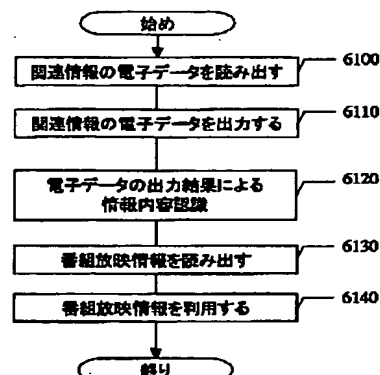 始め
関連情報の電子データを読み出す
6100
関連情報の電子データを出力する
6110
電子データの出力結果による
情報内容認識
6120
番組放映情報を読み出す
6130
番組放映情報を利用する
6140
終り